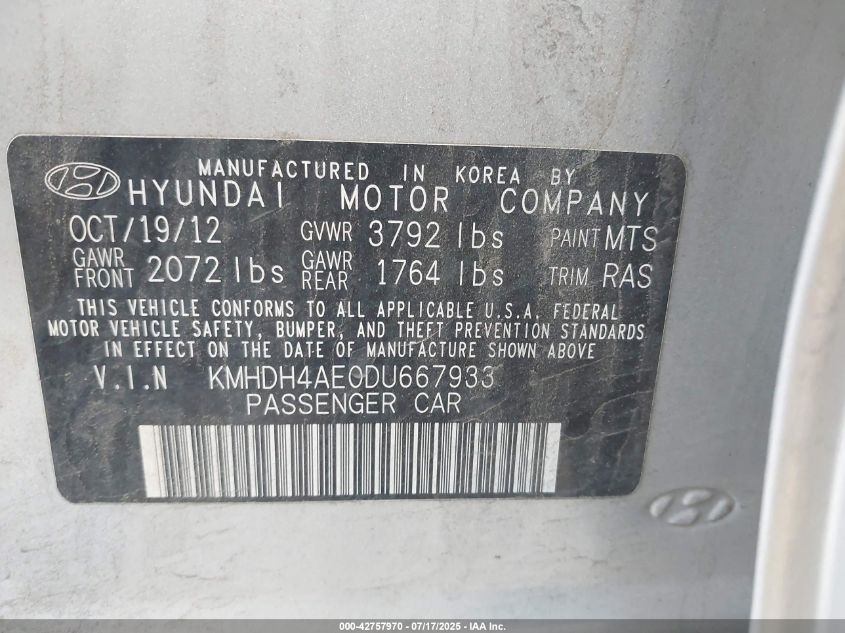 MANUFACTURED IN KOREA BY
HYUNDAI MOTOR COMPANY
OCT/19/12 GVWR 3792 lbs PAINT MTS
GAWR FRONT 2072 lbs GAWR REAR 1764 lbs TRIM RAS
THIS VEHICLE CONFORMS TO ALL APPLICABLE U.S.A. FEDERAL
MOTOR VEHICLE SAFETY, BUMPER, AND THEFT PREVENTION STANDARDS
IN EFFECT ON THE DATE OF MANUFACTURE SHOWN ABOVE
V.I.N KMHDH4AE0DU667933
PASSENGER CAR
000-42757970 - 07/17/2025 - IAA Inc.